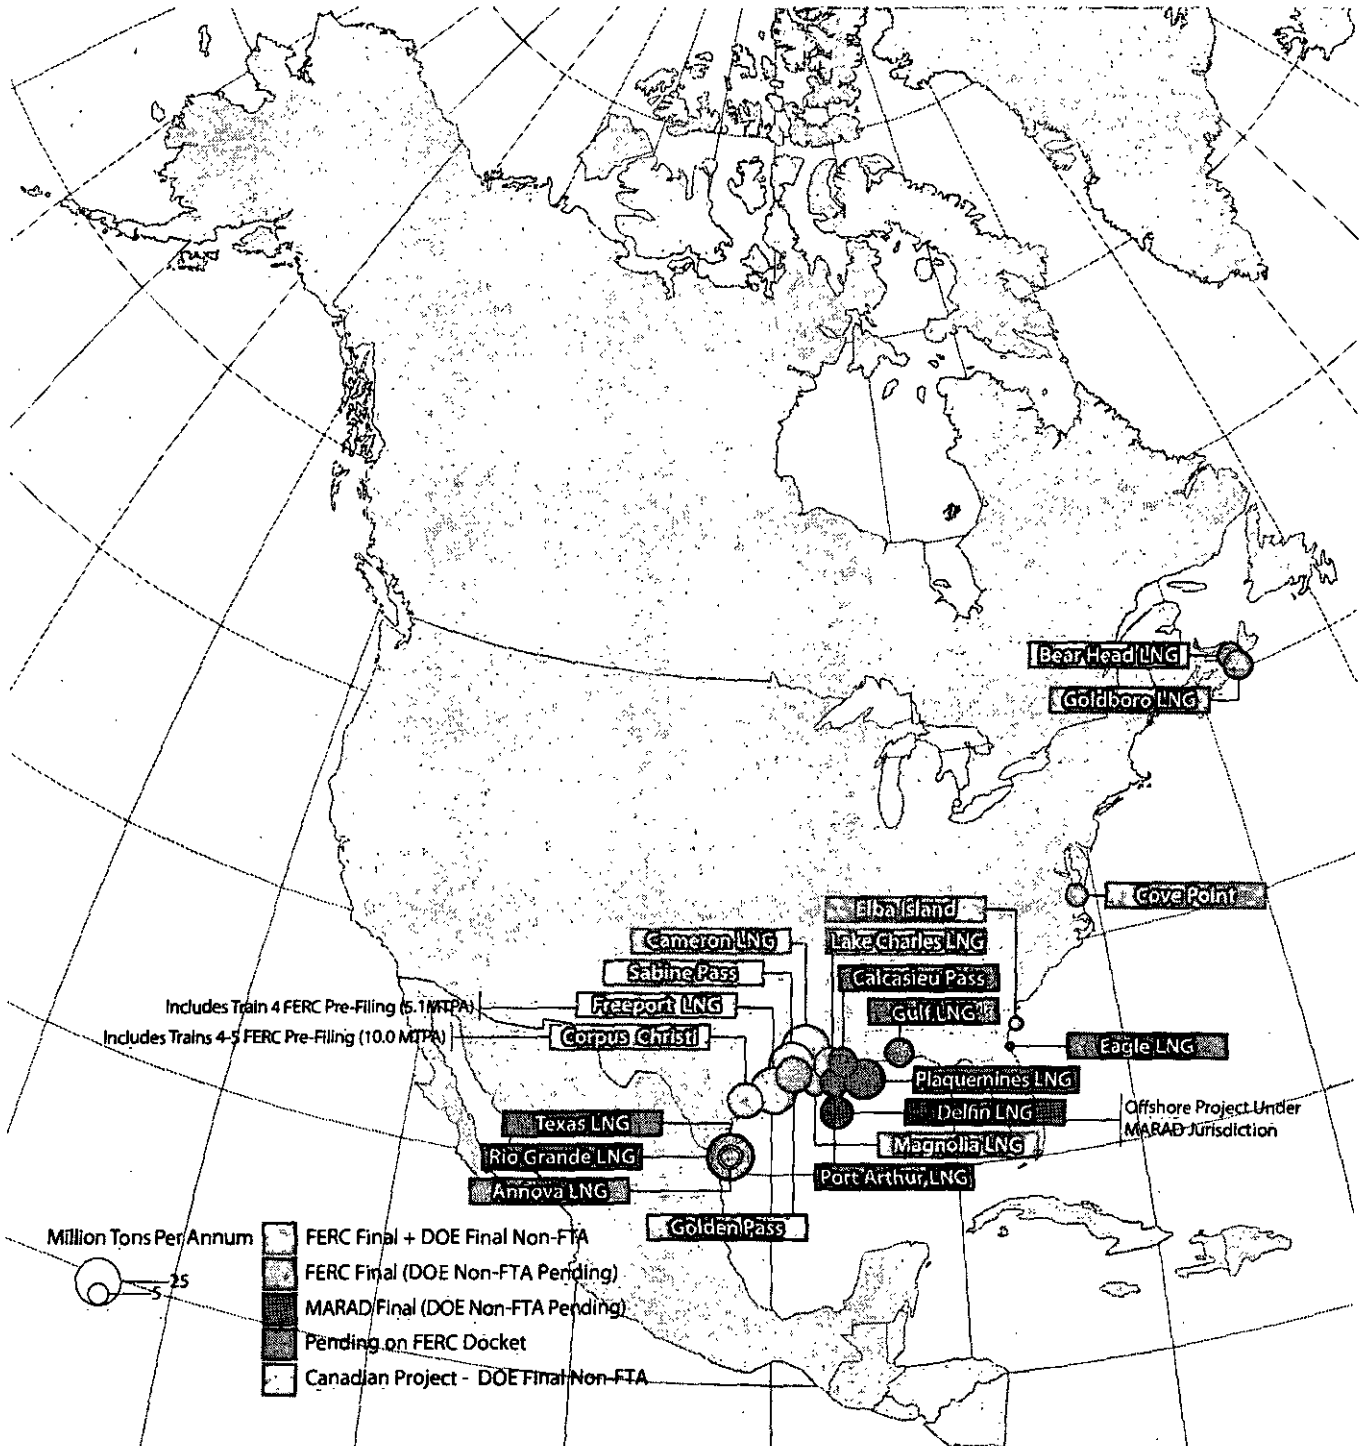 Bear Head LNG
Goldboro LNG
Cove Point
Elba Island
Cameron LNG
Lake Charles LNG
Sabine Pass
Calcasieu Pass
Includes Train 4 FERC Pre-Filing (5.1 MTPA)
Freeport LNG
Gulf LNG
Includes Trains 4-5 FERC Pre-Filing (10.0 MTPA)
Corpus Christi
Eagle LNG
Plaquemines LNG
Texas LNG
Delfin LNG
Offshore Project Under
MARAD Jurisdiction
Magnolia LNG
Rio Grande LNG
Port Arthur LNG
Annova LNG
Golden Pass
Million Tons Per Annum
25
5
FERC Final + DOE Final Non-FTA
FERC Final (DOE Non-FTA Pending)
MARAD Final (DOE Non-FTA Pending)
Pending on FERC Docket
Canadian Project - DOE Final Non-FTA